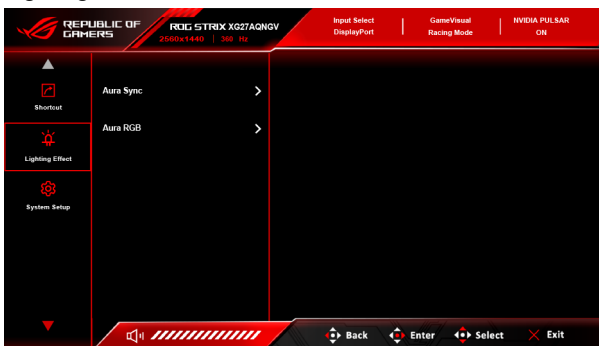 REPUBLIC OF
GAMERS
ROG STRIX XG27AQNGV
2560x1440 | 360 Hz
Input Select
DisplayPort
GameVisual
Racing Mode
NVIDIA PULSAR
ON
Shortcut
Lighting Effect
System Setup
Aura Sync
Aura RGB
Back
Enter
Select
Exit